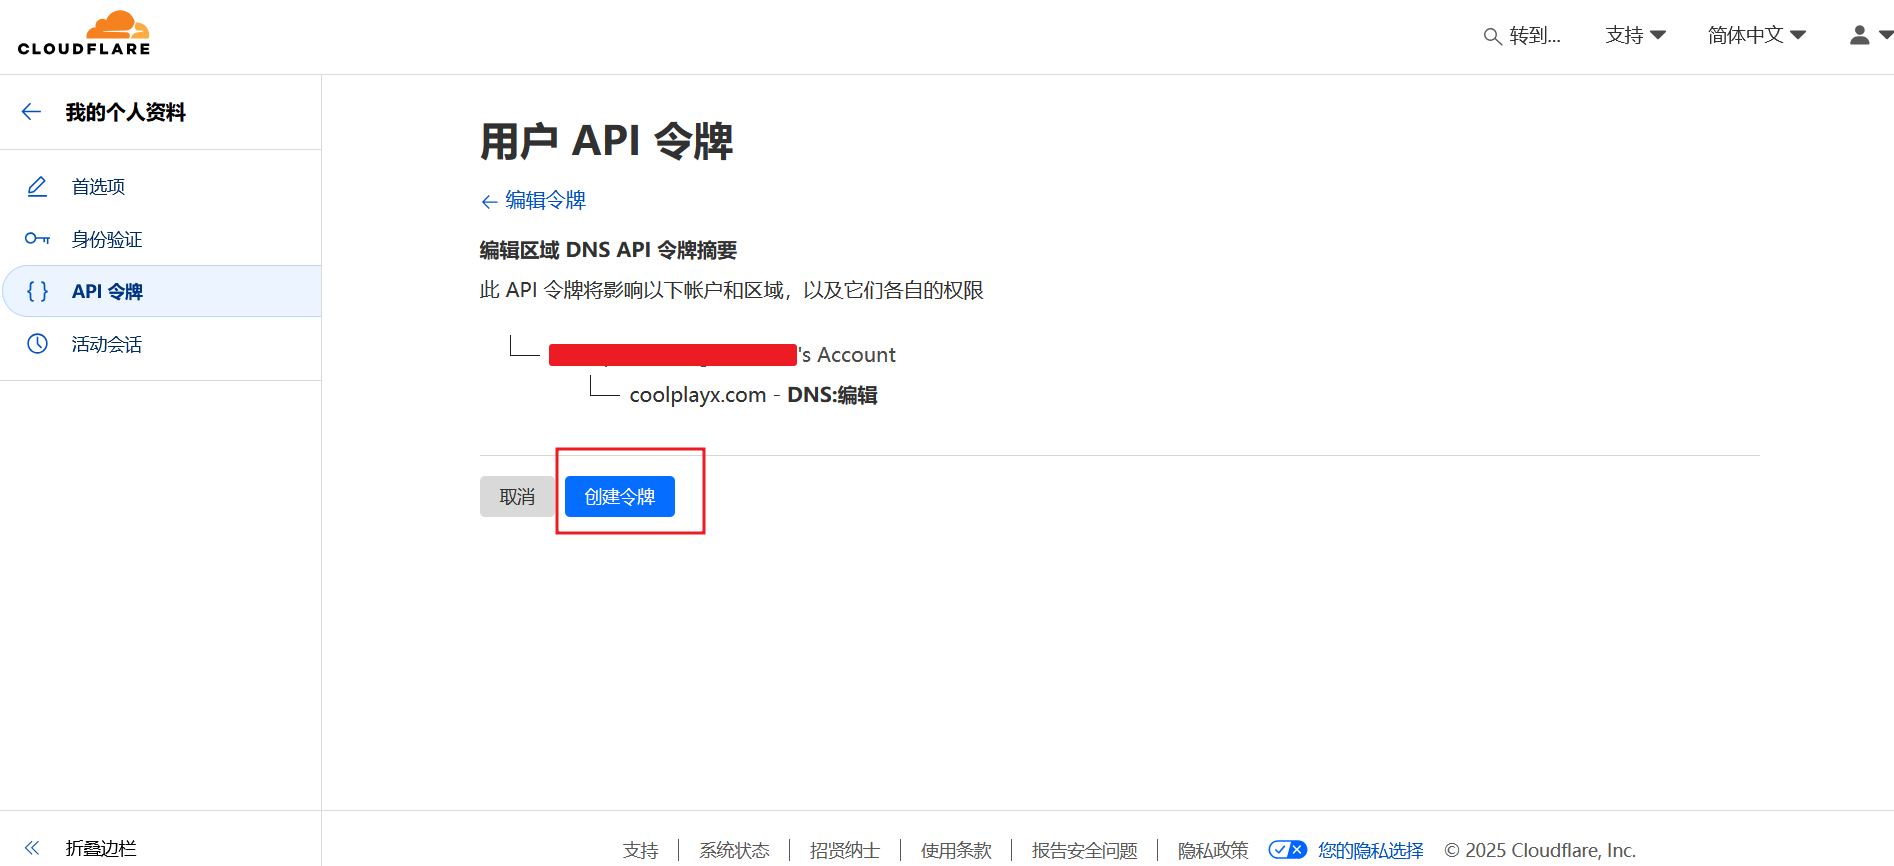 CLOUDFLARE
转到...
支持
简体中文
我的个人资料
首选项
身份验证
API 令牌
活动会话
折叠边栏
用户 API 令牌
← 编辑令牌
编辑区域 DNS API 令牌摘要
此 API 令牌将影响以下帐户和区域，以及它们各自的权限
's Account
coolplayx.com - DNS:编辑
取消
创建令牌
支持 系统状态 招贤纳士 使用条款 报告安全问题 隐私政策 您的隐私选择 © 2025 Cloudflare, Inc.